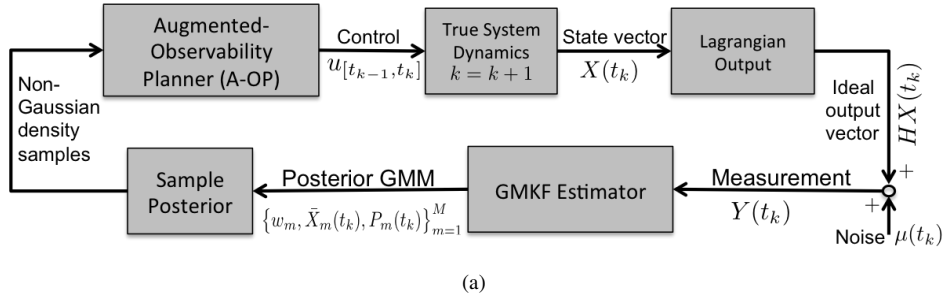 Augmented-
Observability
Planner (A-OP)
Control
u_{[t_{k-1}, t_k]}
True System
Dynamics
k = k + 1
State vector
X(t_k)
Lagrangian
Output
Ideal
output
vector
HX(t_k)
Non-
Gaussian
density
samples
Sample
Posterior
Posterior GMM
{w_m, X̄_m(t_k), P_m(t_k)}_{m=1}^{M}
GMKF Estimator
Measurement
Y(t_k)
+
+
Noise μ(t_k)
(a)